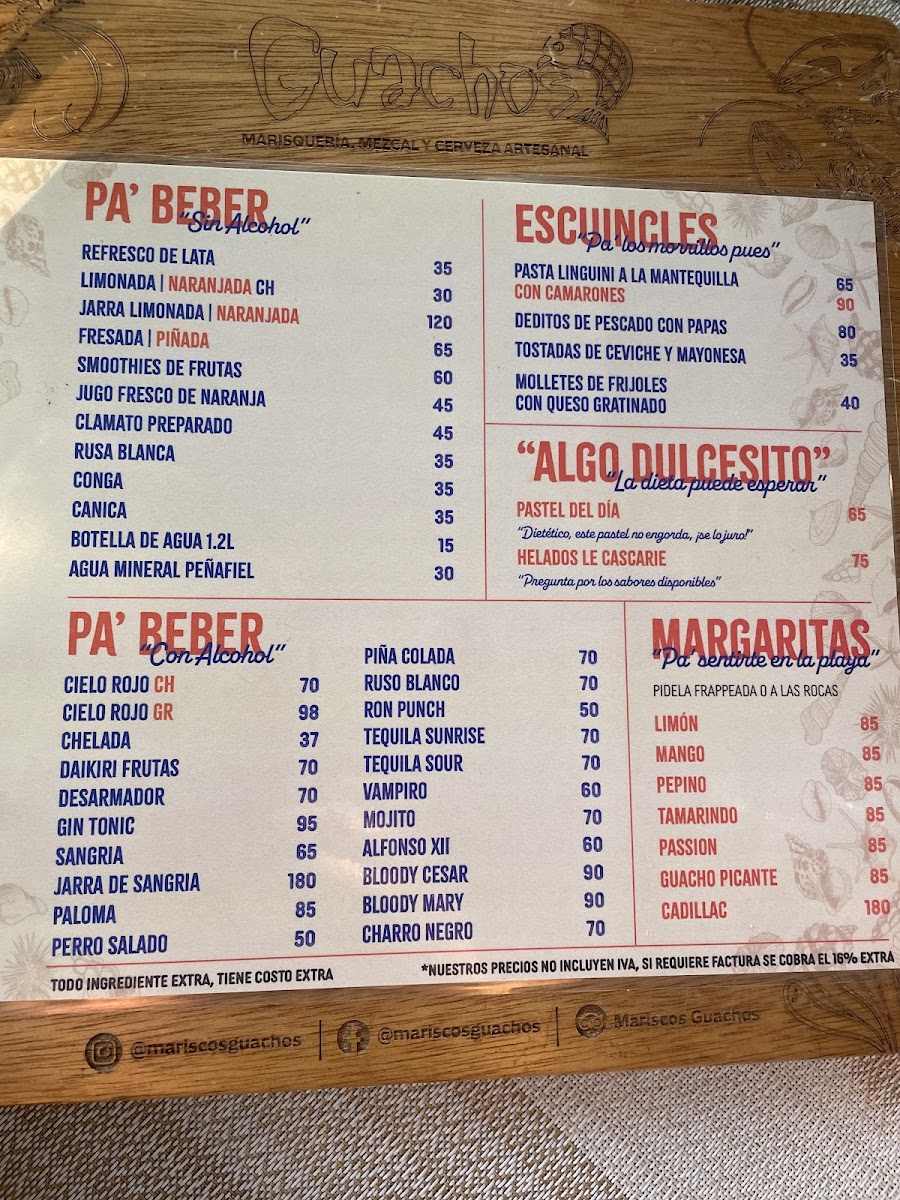 Guachos
MARISQUERÍA, MEZCAL Y CERVEZA ARTESANAL
PA' BEBER
"Sin Alcohol"
REFRESCO DE LATA 35
LIMONADA | NARANJADA CH 30
JARRA LIMONADA | NARANJADA 120
FRESADA | PIÑADA 65
SMOOTHIES DE FRUTAS 60
JUGO FRESCO DE NARANJA 45
CLAMATO PREPARADO 45
RUSA BLANCA 35
CONGA 35
CANICA 35
BOTELLA DE AGUA 1.2L 15
AGUA MINERAL PEÑAFIEL 30
ESCUINCLES
"Pa' los morrillos pues"
PASTA LINGUINI A LA MANTEQUILLA 65
CON CAMARONES 90
DEDITOS DE PESCADO CON PAPAS 80
TOSTADAS DE CEVICHE Y MAYONESA 35
MOLLETES DE FRIJOLES
CON QUESO GRATINADO 40
"ALGO DULCESITO"
"La dieta puede esperar"
PASTEL DEL DÍA 65
"Dietético, este pastel no engorda, ¡se lo juro!"
HELADOS LE CASCARIE 75
"Pregunta por los sabores disponibles"
PA' BEBER
"Con Alcohol"
CIELO ROJO CH 70
CIELO ROJO GR 98
CHELADA 37
DAIKIRI FRUTAS 70
DESARMADOR 70
GIN TONIC 95
SANGRIA 65
JARRA DE SANGRIA 180
PALOMA 85
PERRO SALADO 50
PIÑA COLADA 70
RUSO BLANCO 70
RON PUNCH 50
TEQUILA SUNRISE 70
TEQUILA SOUR 70
VAMPIRO 60
MOJITO 70
ALFONSO XII 60
BLOODY CESAR 90
BLOODY MARY 90
CHARRO NEGRO 70
MARGARITAS
"Pa' sentirte en la playa"
PIDELA FRAPPEADA O A LAS ROCAS
LIMÓN 85
MANGO 85
PEPINO 85
TAMARINDO 85
PASSION 85
GUACHO PICANTE 85
CADILLAC 180
TODO INGREDIENTE EXTRA, TIENE COSTO EXTRA
*NUESTROS PRECIOS NO INCLUYEN IVA, SI REQUIERE FACTURA SE COBRA EL 16% EXTRA
@mariscosguachos | @mariscosguachos | Mariscos Guachos